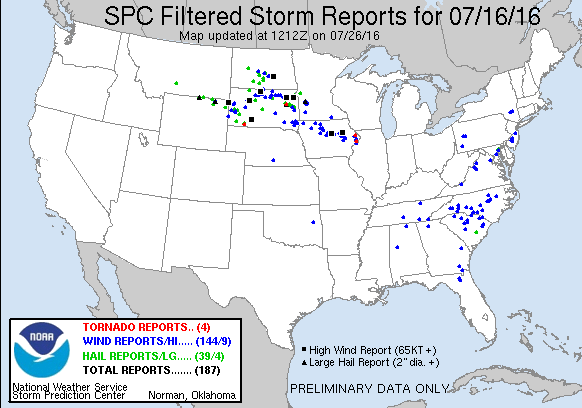 SPC Filtered Storm Reports for 07/16/16
Map updated at 1212Z on 07/26/16
TORNADO REPORTS.. (4)
WIND REPORTS/HI..... (144/9)
HAIL REPORTS/LG..... (39/4)
TOTAL REPORTS....... (187)
NOAA
National Weather Service
Storm Prediction Center Norman, Oklahoma
High Wind Report (65KT +)
Large Hail Report (2" dia. +)
PRELIMINARY DATA ONLY